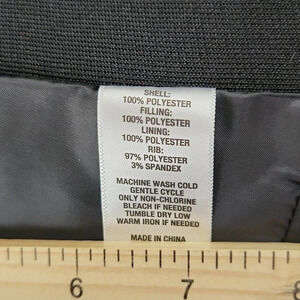 SHELL:
100% POLYESTER
FILLING:
100% POLYESTER
LINING:
100% POLYESTER
RIB:
97% POLYESTER
3% SPANDEX
MACHINE WASH COLD
GENTLE CYCLE
ONLY NON-CHLORINE
BLEACH IF NEEDED
TUMBLE DRY LOW
WARM IRON IF NEEDED
MADE IN CHINA
6 7 8